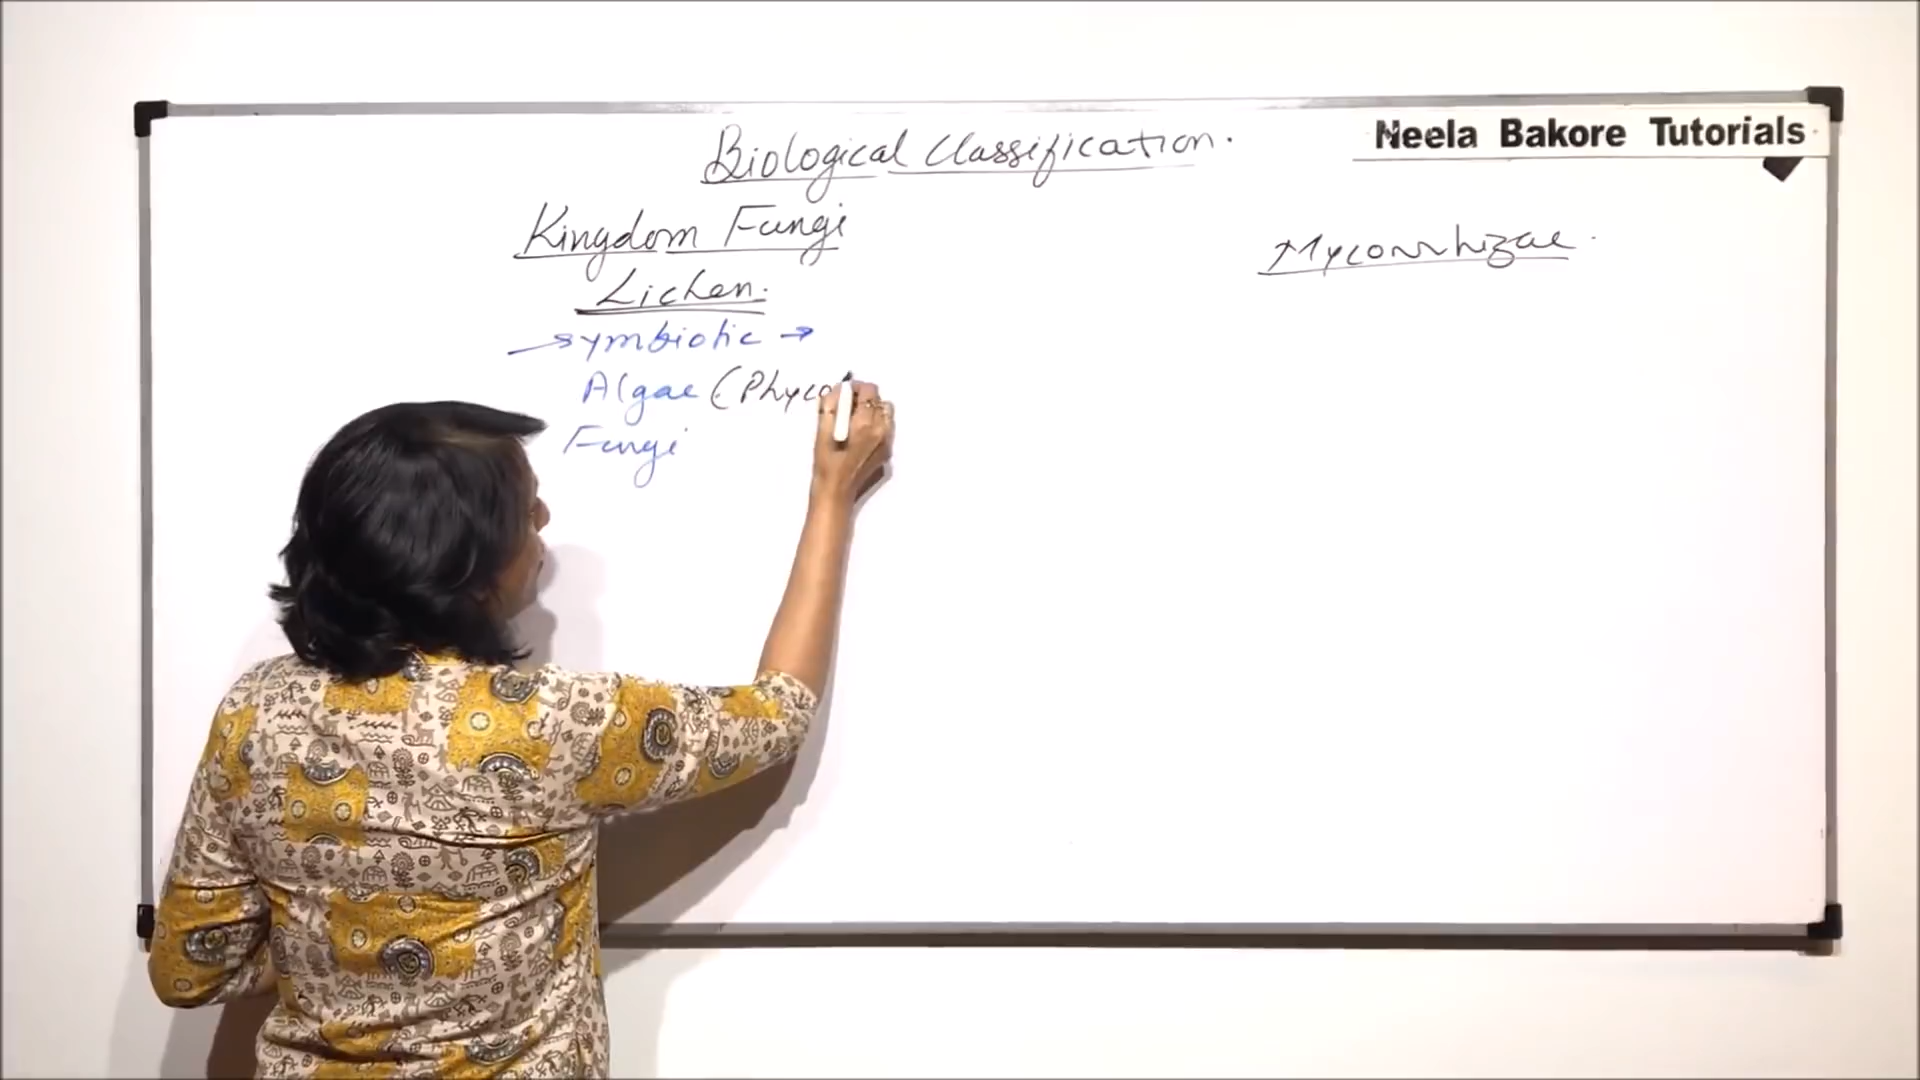 Biological Classification.
Neela Bakore Tutorials
Kingdom Fungi
Mycorrhizae.
Lichen.
→ Symbiotic →
Algae (Phyco
Fungi